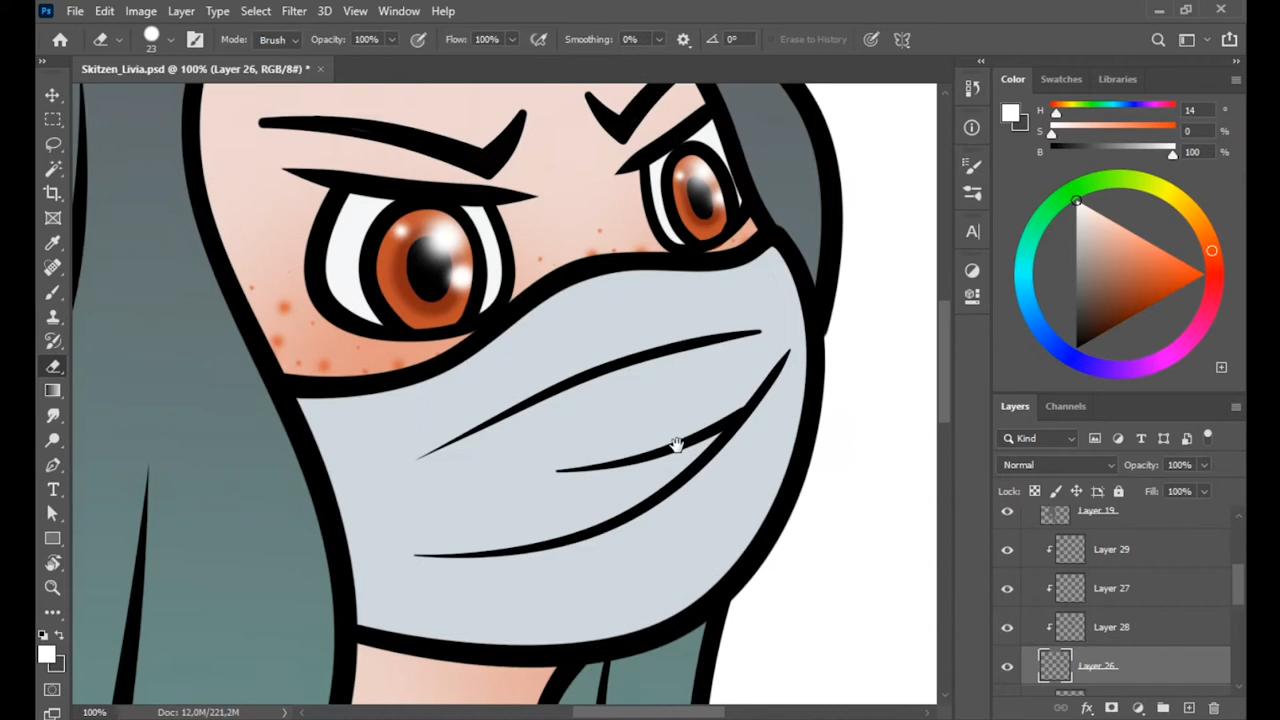 Ps File Edit Image Layer Type Select Filter 3D View Window Help
23 Mode: Brush Opacity: 100% Flow: 100% Smoothing: 0% 0° Erase to History
Skitzen_Livia.psd @ 100% (Layer 26, RGB/8#) * ×
Color Swatches Libraries
H 14 °
S 0 %
B 100 %
Layers Channels
Kind
Normal Opacity: 100%
Lock: Fill: 100%
Layer 19
Layer 29
Layer 27
Layer 28
Layer 26
fx
100% Doc: 12,0M/221,2M